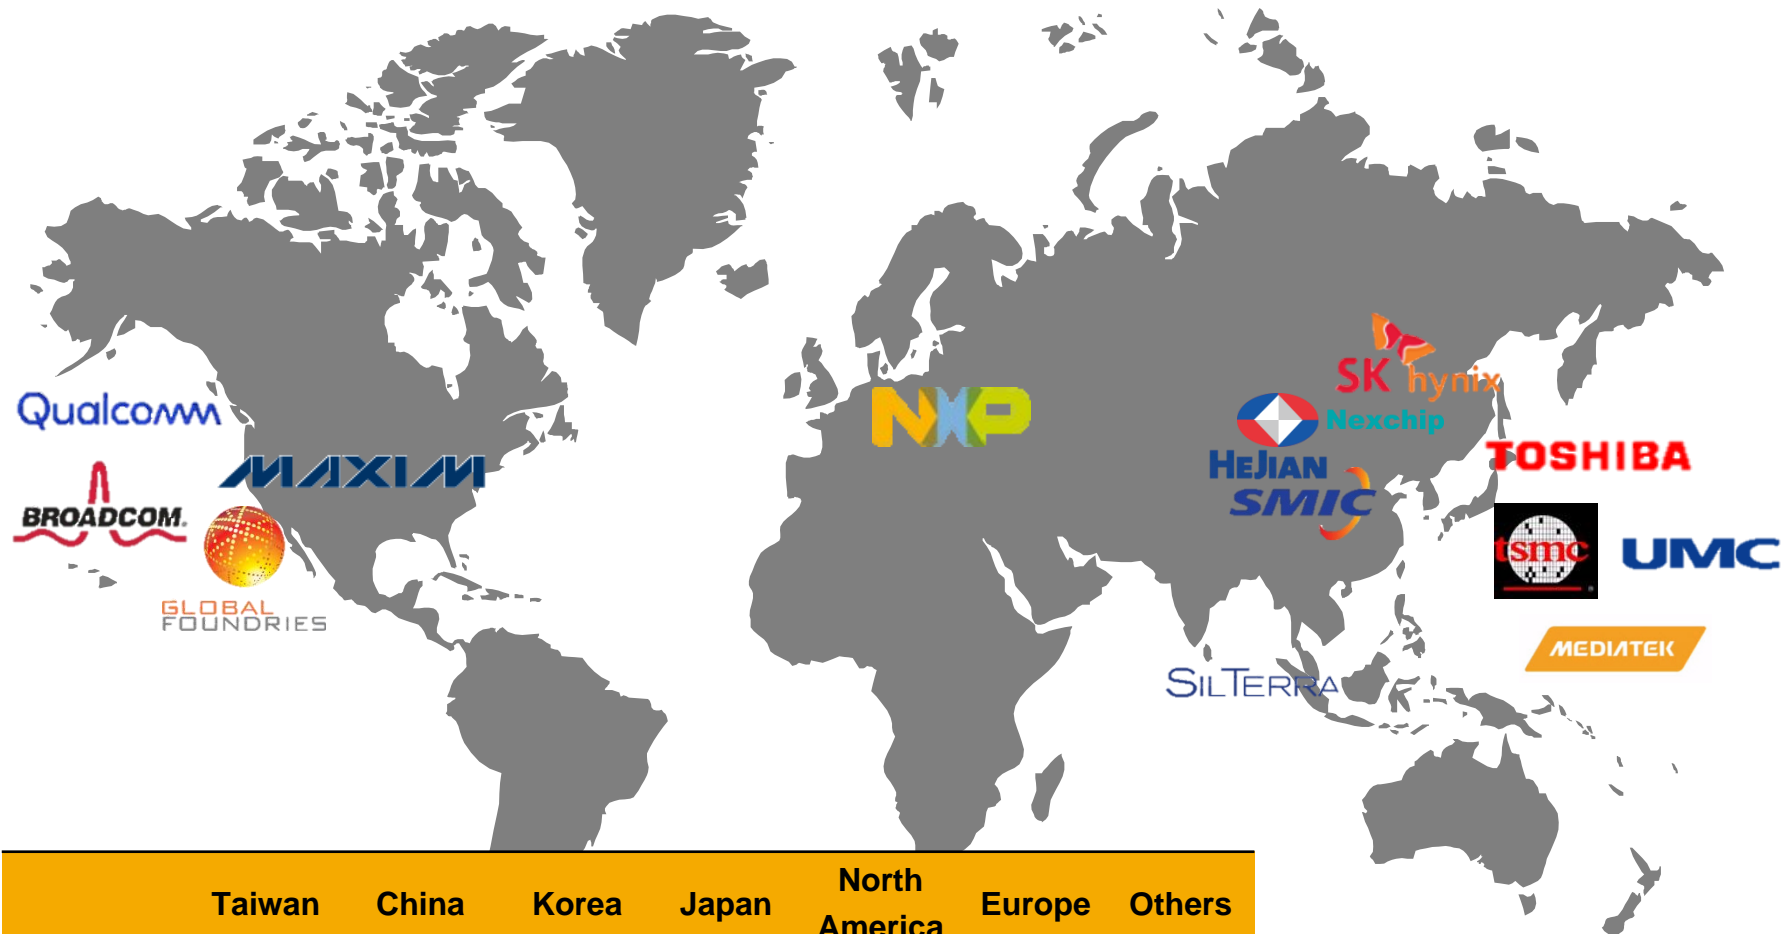 Qualcomm
MAXIM
BROADCOM.
GLOBAL
FOUNDRIES
NXP
SK hynix
Nexchip
HEJIAN
SMIC
TOSHIBA
tsmc
®
UMC
MEDIATEK
SILTERRA
Taiwan China Korea Japan North America Europe Others